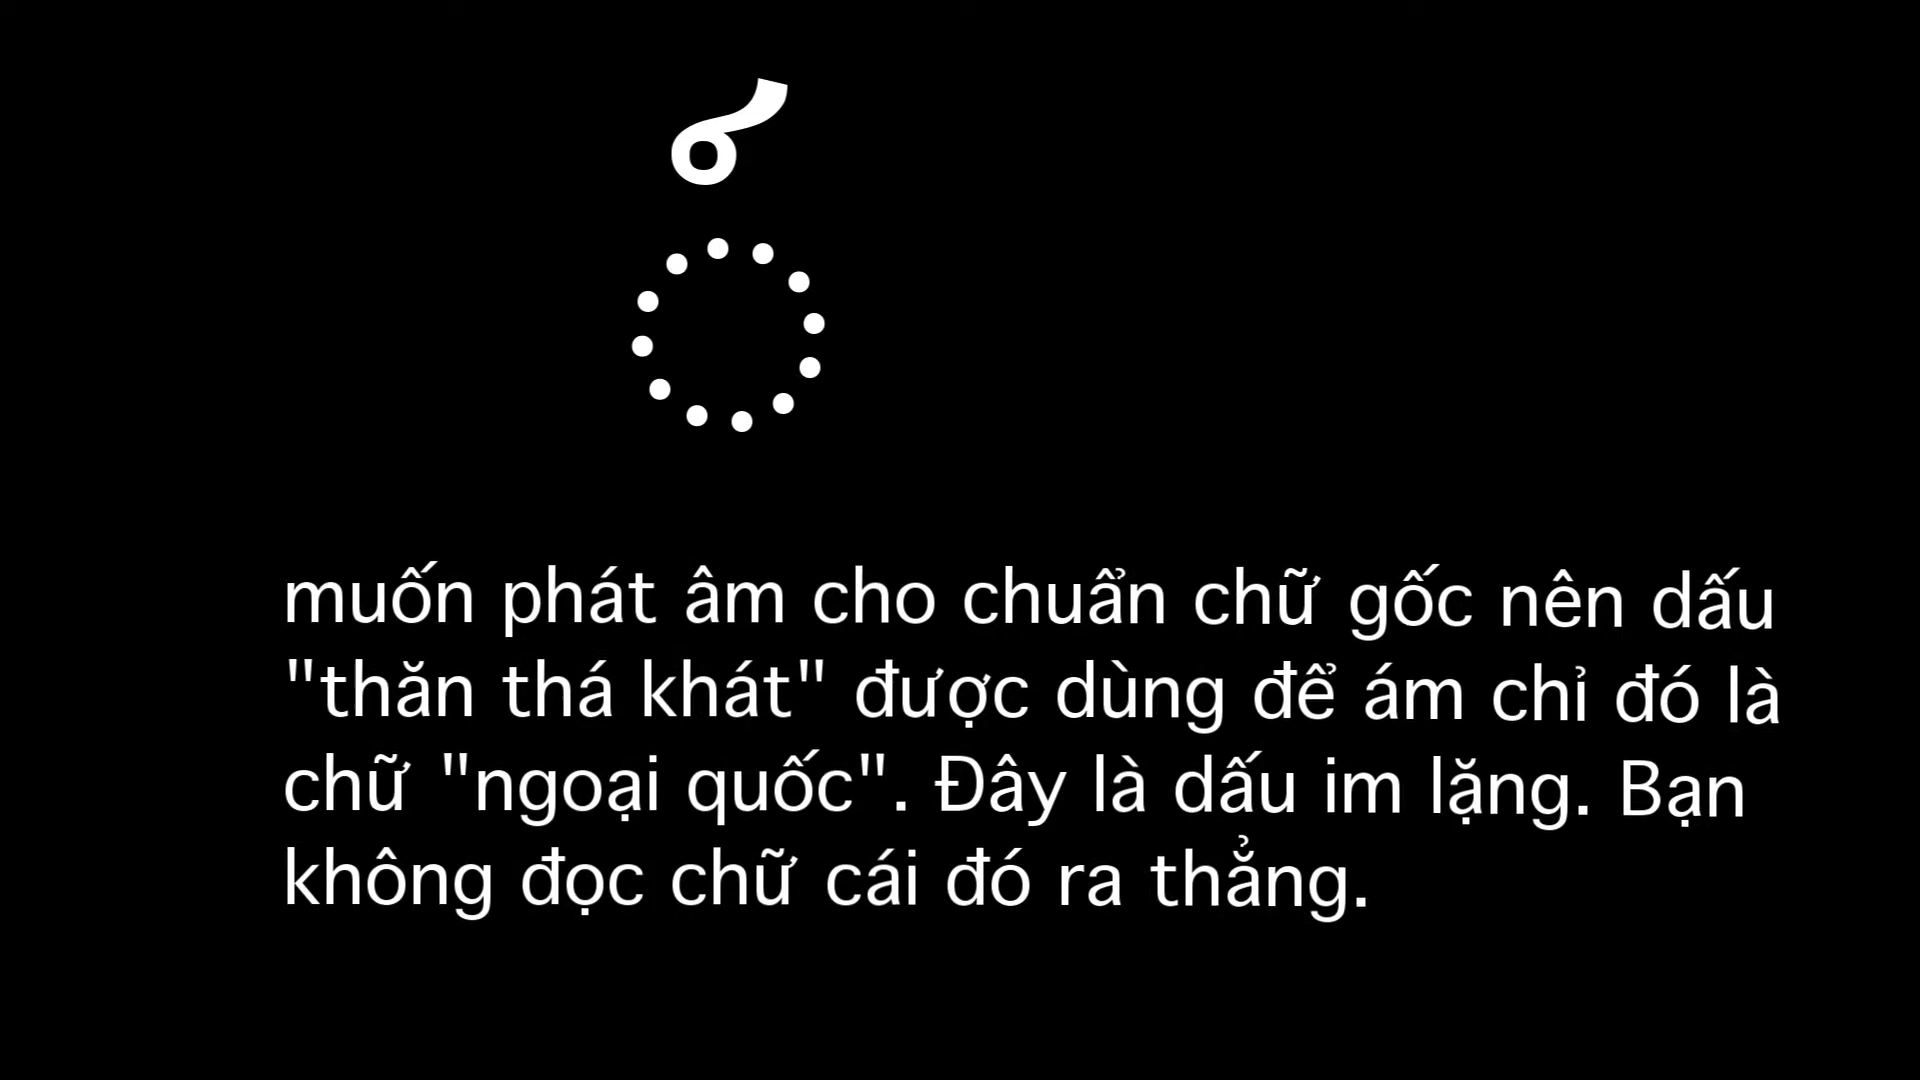 ◌์
muốn phát âm cho chuẩn chữ gốc nên dấu
"thăn thá khát" được dùng để ám chỉ đó là
chữ "ngoại quốc". Đây là dấu im lặng. Bạn
không đọc chữ cái đó ra thẳng.